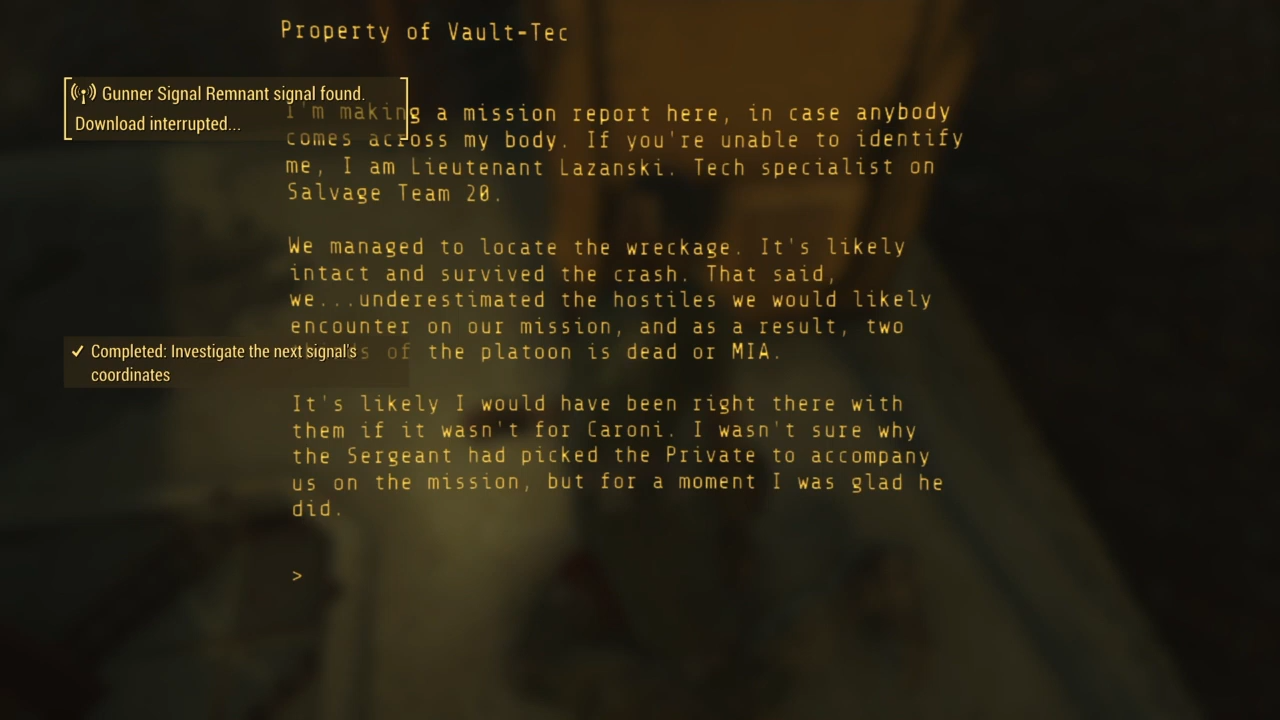 Property of Vault-Tec
Gunner Signal Remnant signal found.
Download interrupted...
I'm making a mission report here, in case anybody
comes across my body. If you're unable to identify
me, I am Lieutenant Lazanski. Tech specialist on
Salvage Team 20.
We managed to locate the wreckage. It's likely
intact and survived the crash. That said,
we...underestimated the hostiles we would likely
encounter on our mission, and as a result, two
thirds of the platoon is dead or MIA.
Completed: Investigate the next signal's
coordinates
It's likely I would have been right there with
them if it wasn't for Caroni. I wasn't sure why
the Sergeant had picked the Private to accompany
us on the mission, but for a moment I was glad he
did.
>